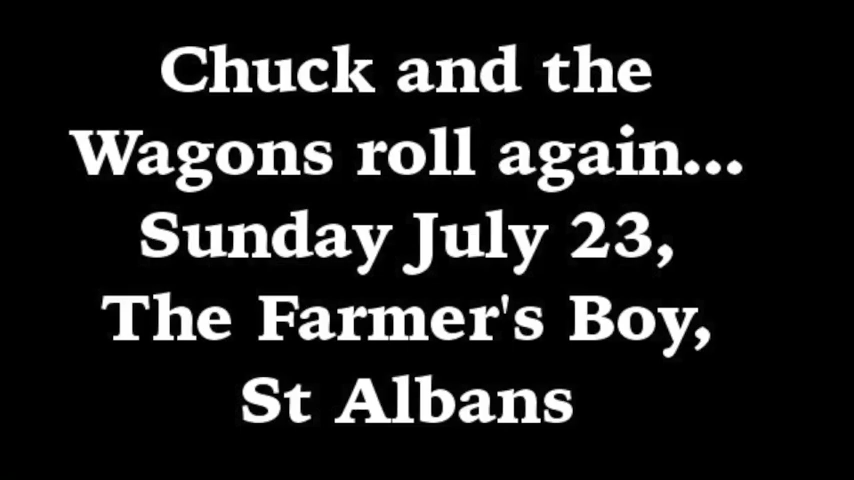 Chuck and the
Wagons roll again...
Sunday July 23,
The Farmer's Boy,
St Albans